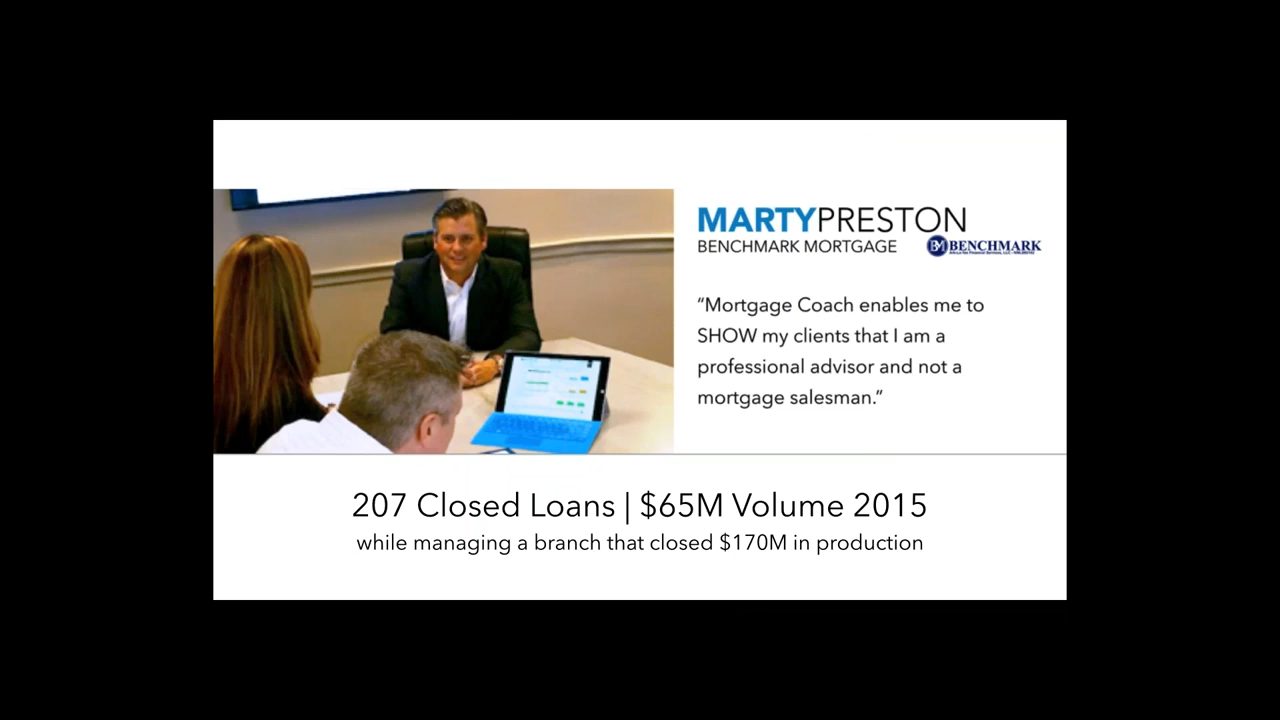 MARTYPRESTON
BENCHMARK MORTGAGE
BM BENCHMARK
“Mortgage Coach enables me to
SHOW my clients that I am a
professional advisor and not a
mortgage salesman.”
207 Closed Loans | $65M Volume 2015
while managing a branch that closed $170M in production